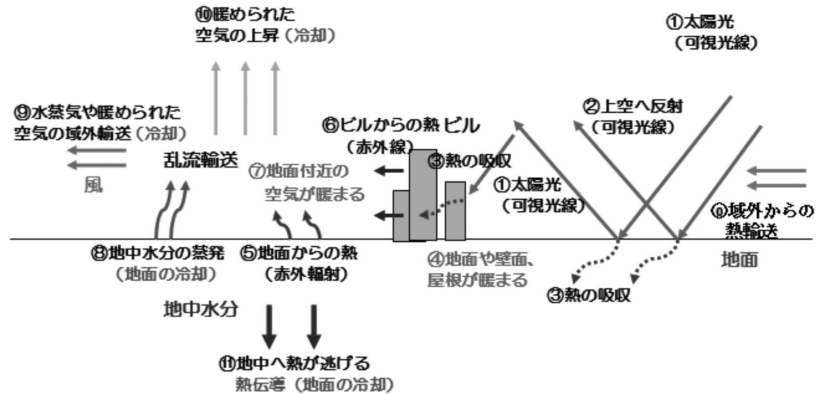 ⑩暖められた
空気の上昇（冷却）
①太陽光
（可視光線）
⑨水蒸気や暖められた
空気の域外輸送（冷却）
風
乱流輸送
⑥ビルからの熱
（赤外線）
ビル
②上空へ反射
（可視光線）
⑦地面付近の
空気が暖まる
③熱の吸収
①太陽光
（可視光線）
⓪域外からの
熱輸送
⑧地中水分の蒸発
（地面の冷却）
⑤地面からの熱
（赤外輻射）
④地面や壁面、
屋根が暖まる
地面
③熱の吸収
地中水分
⑪地中へ熱が逃げる
熱伝導（地面の冷却）